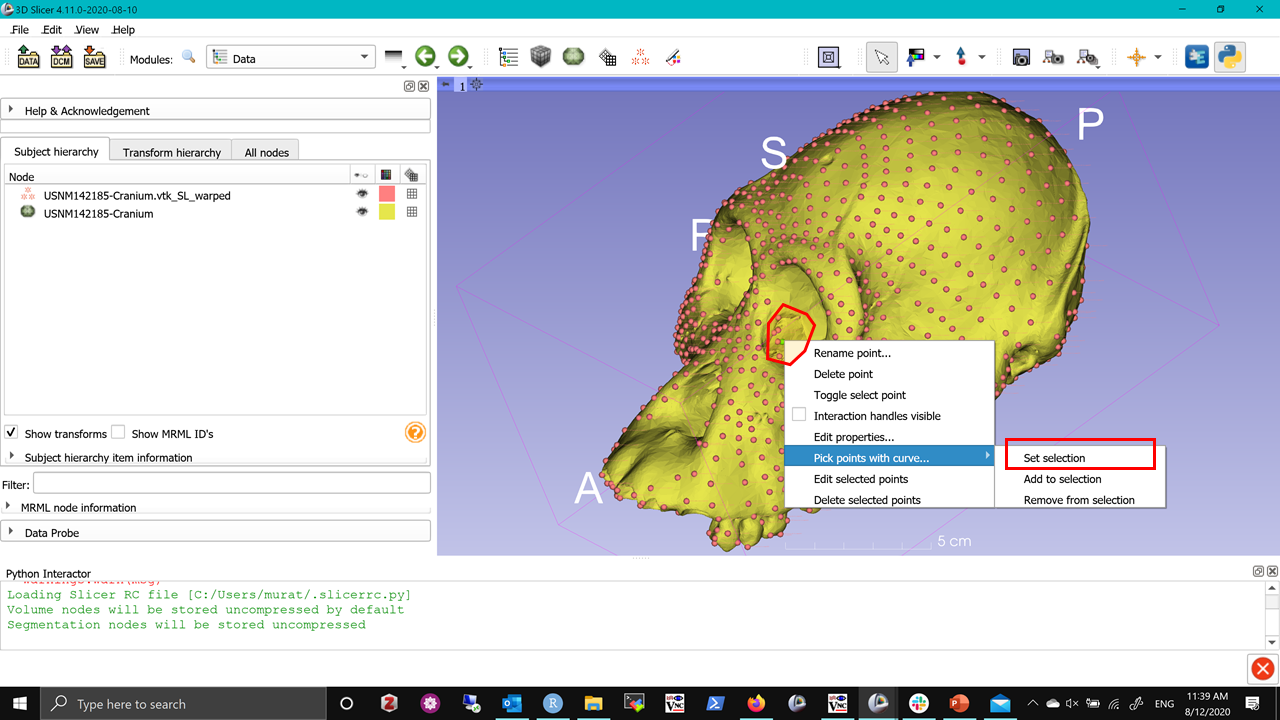 3D Slicer 4.11.0-2020-08-10
File Edit View Help
DATA DCM SAVE Modules: Data
1
Help & Acknowledgement
Subject hierarchy Transform hierarchy All nodes
Node
USNM142185-Cranium.vtk_SL_warped
USNM142185-Cranium
Show transforms Show MRML ID's ?
Subject hierarchy item information
Filter:
MRML node information
Data Probe
P
S
A
Rename point...
Delete point
Toggle select point
Interaction handles visible
Edit properties...
Pick points with curve...
Edit selected points
Delete selected points
Set selection
Add to selection
Remove from selection
5 cm
Python Interactor
warnings.warn(msg)
Loading Slicer RC file [C:/Users/murat/.slicerrc.py]
Volume nodes will be stored uncompressed by default
Segmentation nodes will be stored uncompressed
Type here to search
ENG
11:39 AM
8/12/2020